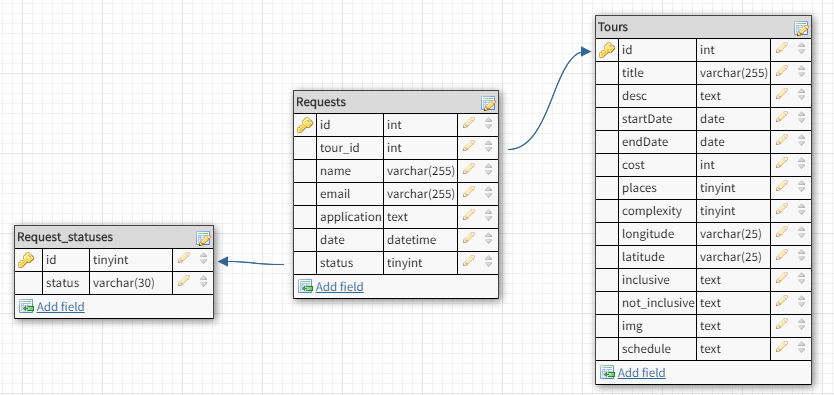 Tours
id int
title varchar(255)
desc text
startDate date
endDate date
cost int
places tinyint
complexity tinyint
longitude varchar(25)
latitude varchar(25)
inclusive text
not_inclusive text
img text
schedule text
Add field
Requests
id int
tour_id int
name varchar(255)
email varchar(255)
application text
date datetime
status tinyint
Add field
Request_statuses
id tinyint
status varchar(30)
Add field